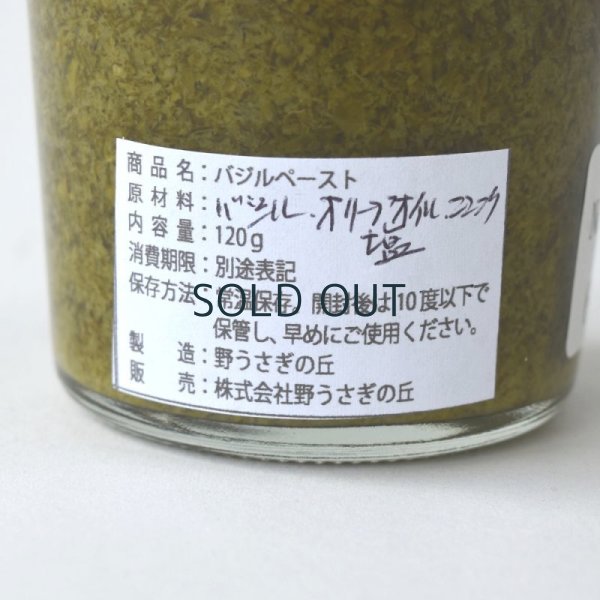 商品名：バジルペースト
原材料：バジル・オリーブオイル・ニンニク
塩
内容量：120g
消費期限：別途表記
保存方法：常温保存。開封後は10度以下で
保管し、早めにご使用ください。
製造：野うさぎの丘
販売：株式会社野うさぎの丘
SOLD OUT